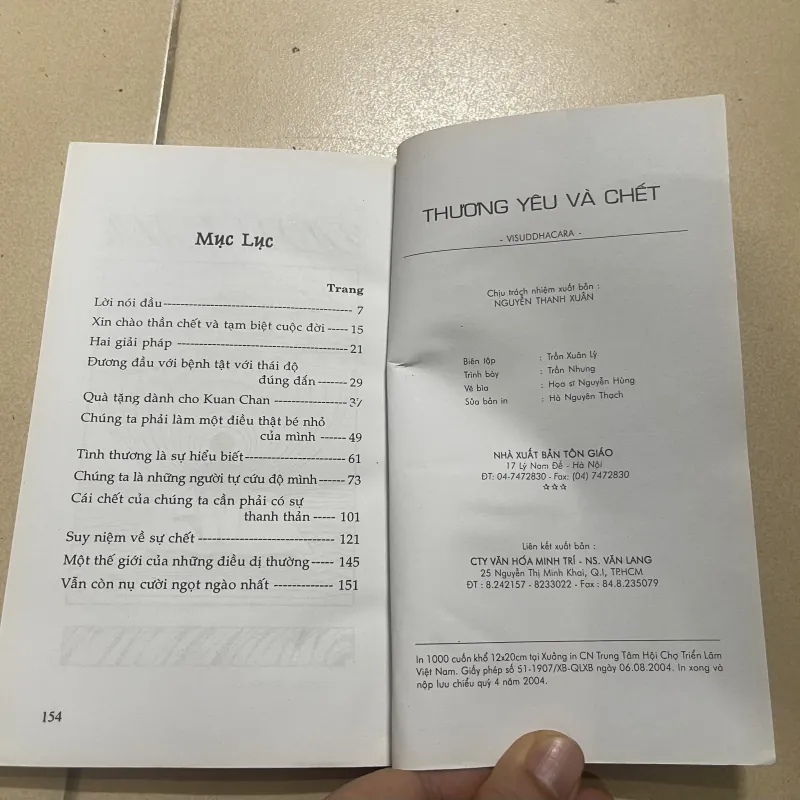 Mục Lục
Trang
Lời nói đầu 7
Xin chào thần chết và tạm biệt cuộc đời 15
Hai giải pháp 21
Đương đầu với bệnh tật với thái độ
đúng đắn 29
Quà tặng dành cho Kuan Chan 37
Chúng ta phải làm một điều thật bé nhỏ
của mình 49
Tình thương là sự hiểu biết 61
Chúng ta là những người tự cứu độ mình 73
Cái chết của chúng ta cần phải có sự
thanh thản 101
Suy niệm về sự chết 121
Một thế giới của những điều dị thường 145
Vẫn còn nụ cười ngọt ngào nhất 151
154
THƯƠNG YÊU VÀ CHẾT
- VISUDDHACARA -
Chịu trách nhiệm xuất bản :
NGUYỄN THANH XUÂN
Biên tập : Trần Xuân Lý
Trình bày : Trần Nhung
Vẽ bìa : Họa sĩ Nguyễn Hùng
Sửa bản in : Hà Nguyên Thạch
NHÀ XUẤT BẢN TÔN GIÁO
17 Lý Nam Đế - Hà Nội
ĐT: 04-7472830 - Fax: (04) 7472830
☆☆☆
Liên kết xuất bản :
CTY VĂN HÓA MINH TRÍ - NS. VĂN LANG
25 Nguyễn Thị Minh Khai, Q.I, TP.HCM
ĐT : 8.242157 - 8233022 - Fax : 84.8.235079
In 1000 cuốn khổ 12x20cm tại Xưởng in CN Trung Tâm Hội Chợ Triển Lãm
Việt Nam. Giấy phép số 51-1907/XB-QLXB ngày 06.08.2004. In xong và
nộp lưu chiểu quý 4 năm 2004.